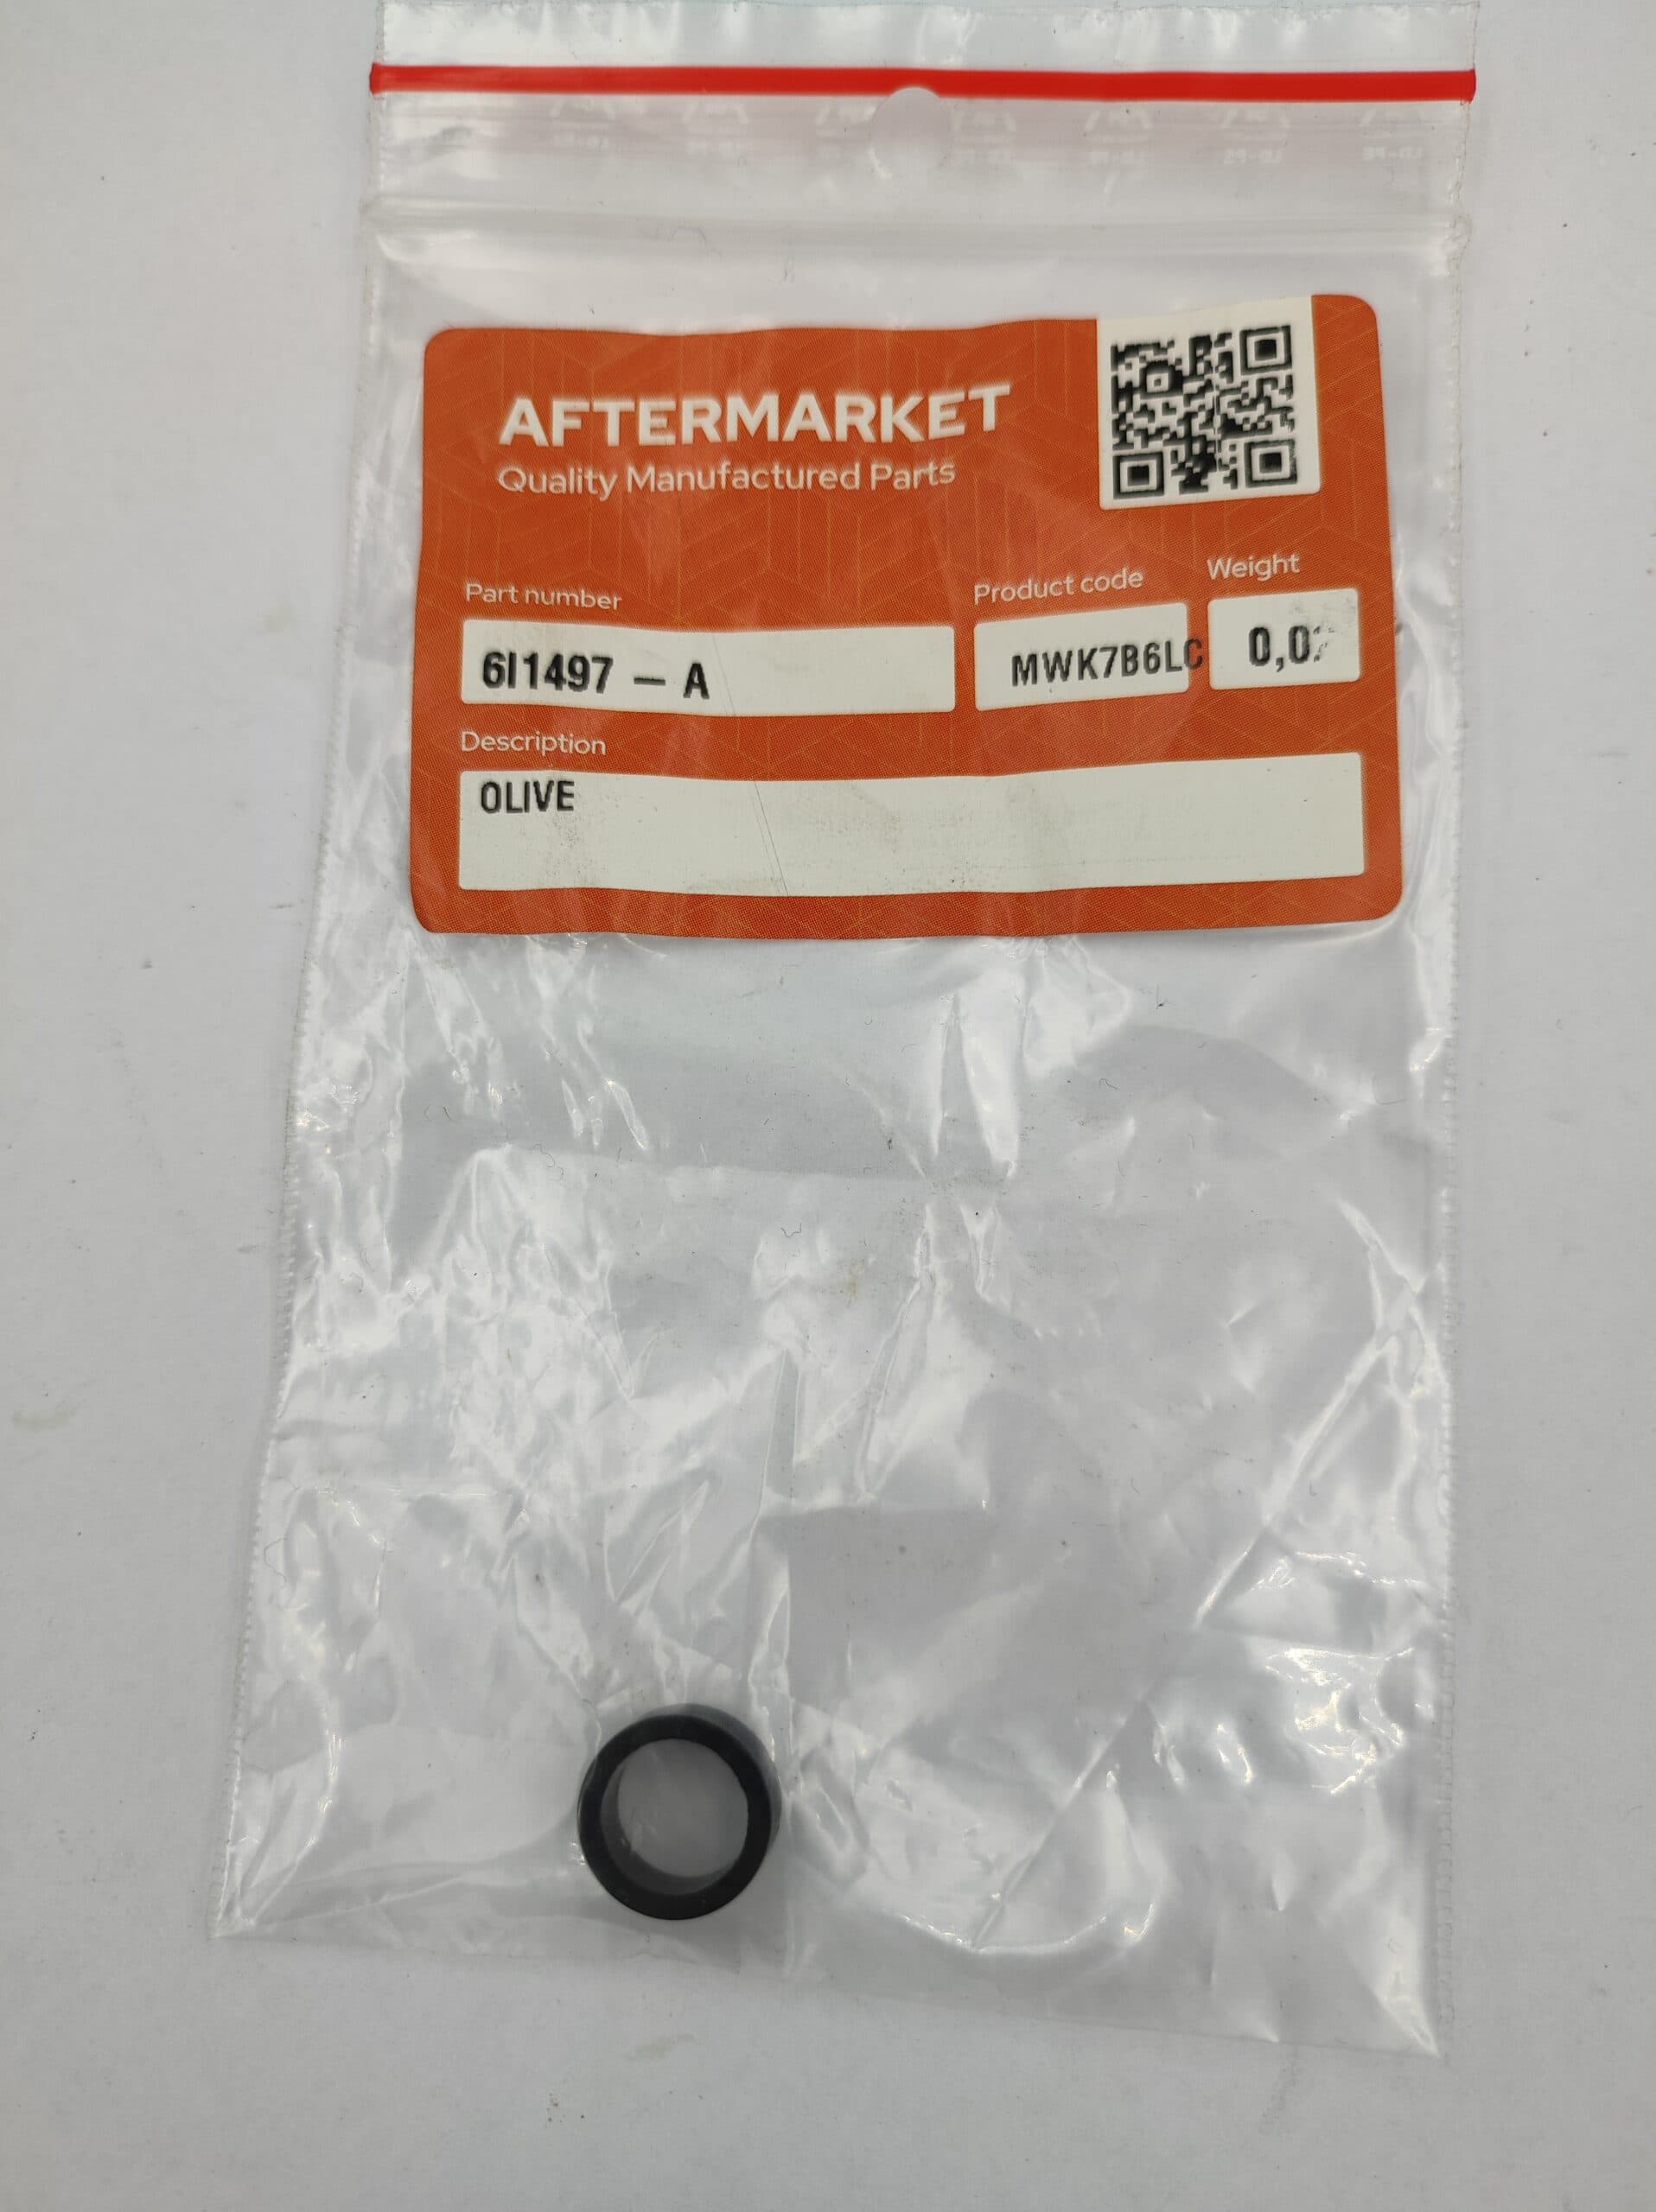 AFTERMARKET
Quality Manufactured Parts
Part number
Product code
Weight
6I1497 – A
MWK7B6LC
Description
OLIVE